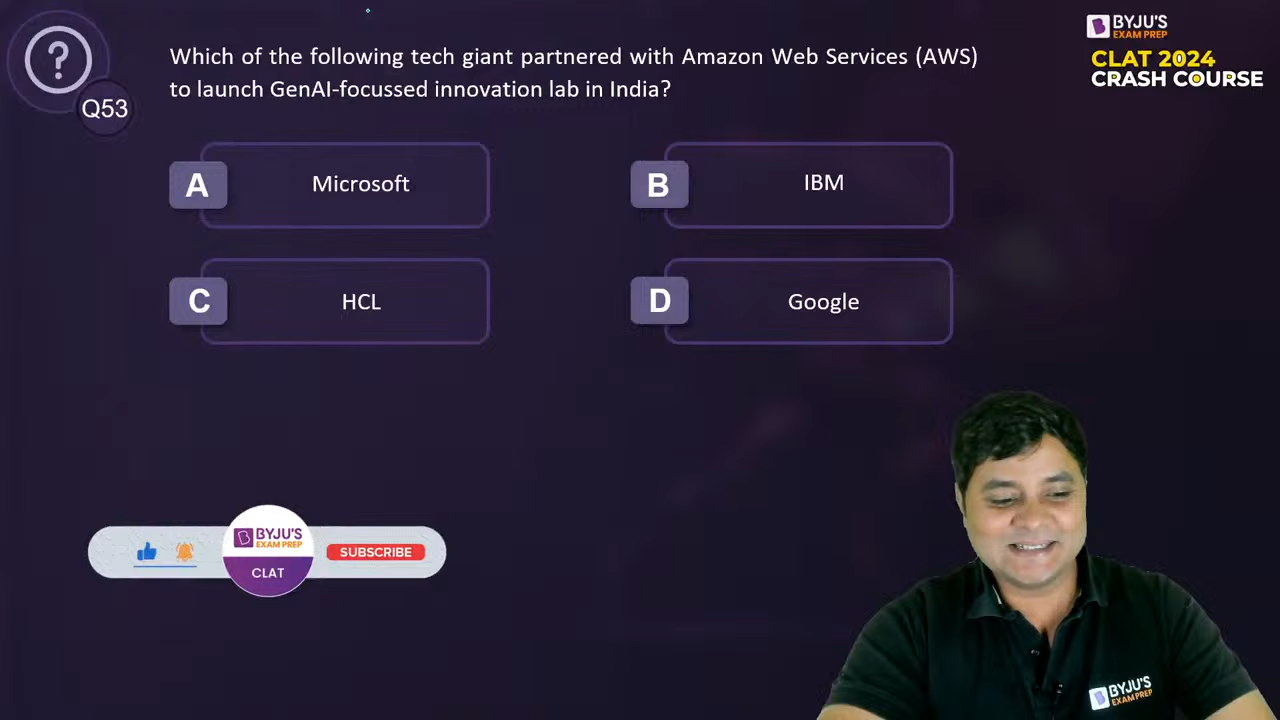 ?
Q53
Which of the following tech giant partnered with Amazon Web Services (AWS)
to launch GenAI-focussed innovation lab in India?
BYJU'S
EXAM PREP
CLAT 2024
CRASH COURSE
A
Microsoft
B
IBM
C
HCL
D
Google
BYJU'S
EXAM PREP
CLAT
SUBSCRIBE
BYJU'S
EXAM PREP